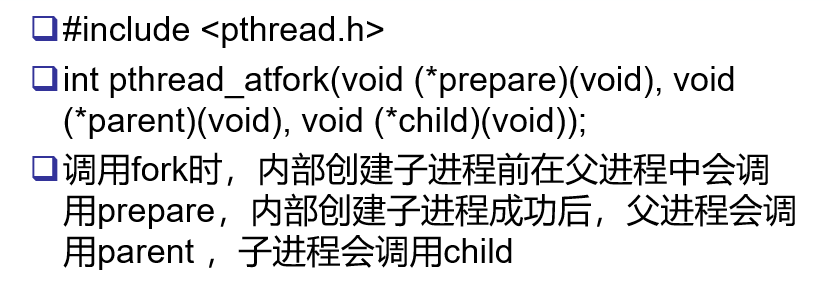 ❑#include <pthread.h>
❑int pthread_atfork(void (*prepare)(void), void
(*parent)(void), void (*child)(void));
❑调用fork时，内部创建子进程前在父进程中会调
用prepare，内部创建子进程成功后，父进程会调
用parent ，子进程会调用child